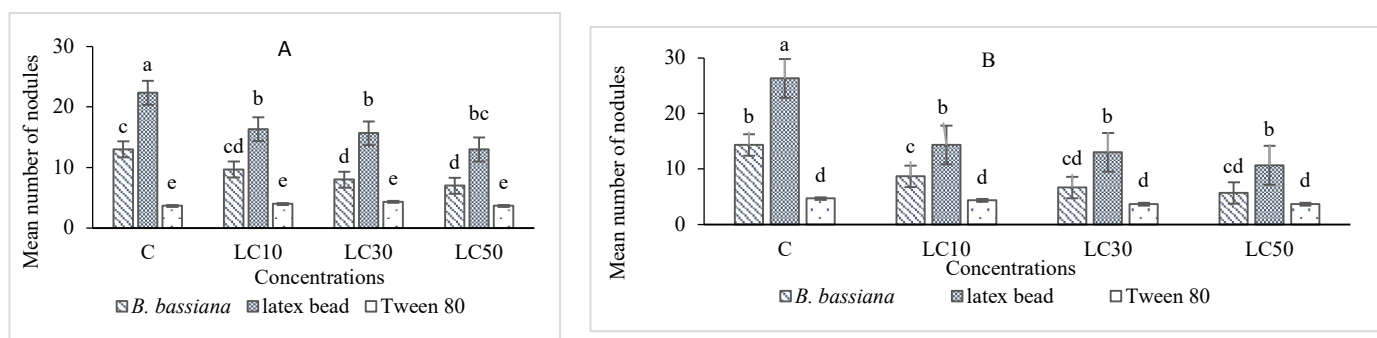 A
Mean number of nodules
30
20
10
0
a
c
e
b
cd
e
b
d
e
bc
d
e
C LC10 LC30 LC50
Concentrations
B. bassiana latex bead Tween 80
B
Mean number of nodules
30
20
10
0
a
b
d
b
c
d
b
cd
d
b
cd
d
C LC10 LC30 LC50
Concentrations
B. bassiana latex bead Tween 80